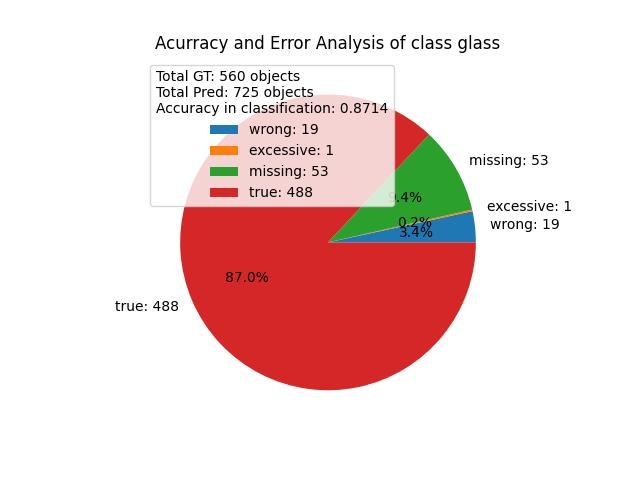 Acurracy and Error Analysis of class glass
Total GT: 560 objects
Total Pred: 725 objects
Accuracy in classification: 0.8714
wrong: 19
excessive: 1
missing: 53
true: 488
missing: 53
excessive: 1
wrong: 19
true: 488
9.4%
0.2%
3.4%
87.0%